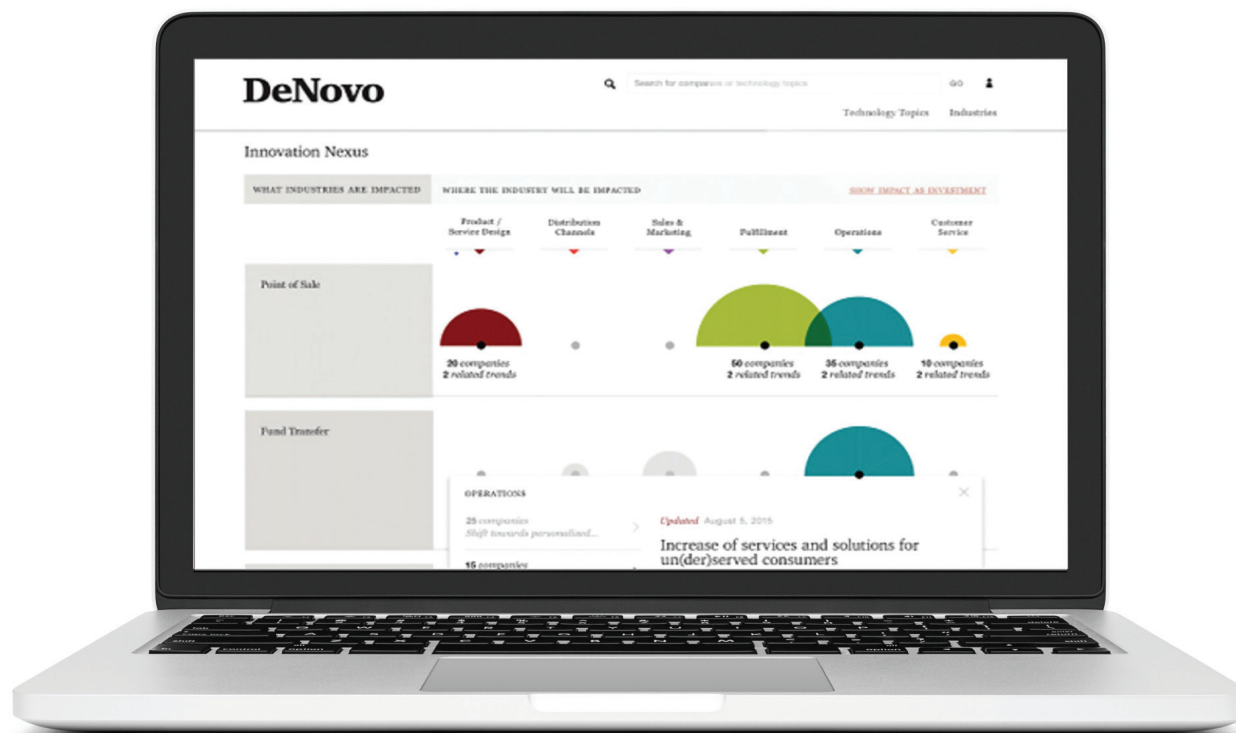 DeNovo
Search for companies or technology topics
GO
Technology Topics Industries
Innovation Nexus
WHAT INDUSTRIES ARE IMPACTED
WHERE THE INDUSTRY WILL BE IMPACTED
SHOW IMPACT AS INVESTMENT
Product / Service Design
Distribution Channels
Sales & Marketing
Fulfillment
Operations
Customer Service
Point of Sale
20 companies
2 related trends
50 companies
2 related trends
35 companies
2 related trends
10 companies
2 related trends
Fund Transfer
OPERATIONS
25 companies
Shift towards personalized...
15 companies
Updated August 5, 2015
Increase of services and solutions for
un(der)served consumers
control
option
option